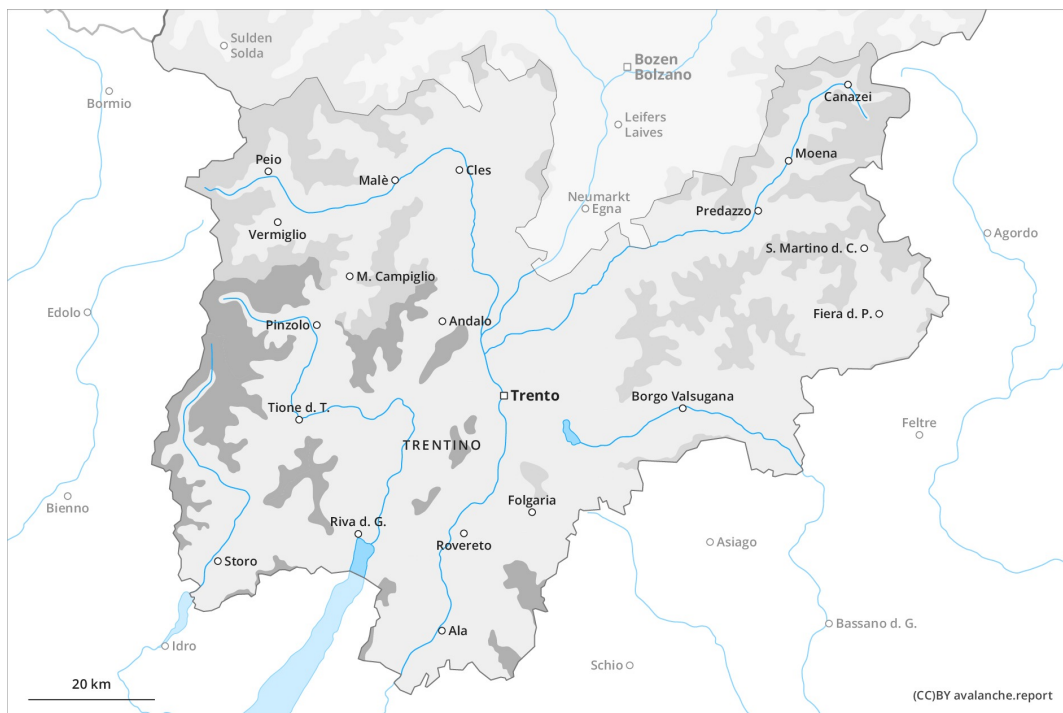 Sulden
Solda
Bozen
Bolzano
Bormio
Canazei
Leifers
Laives
Peio
Malè
Cles
Moena
Neumarkt
Egna
Predazzo
Vermiglio
Agordo
S. Martino d. C.
M. Campiglio
Edolo
Pinzolo
Andalo
Fiera d. P.
Trento
Borgo Valsugana
Tione d. T.
Feltre
TRENTINO
Bienno
Folgaria
Riva d. G.
Rovereto
Asiago
Storo
Ala
Bassano d. G.
Idro
Schio
20 km
(CC)BY avalanche.report